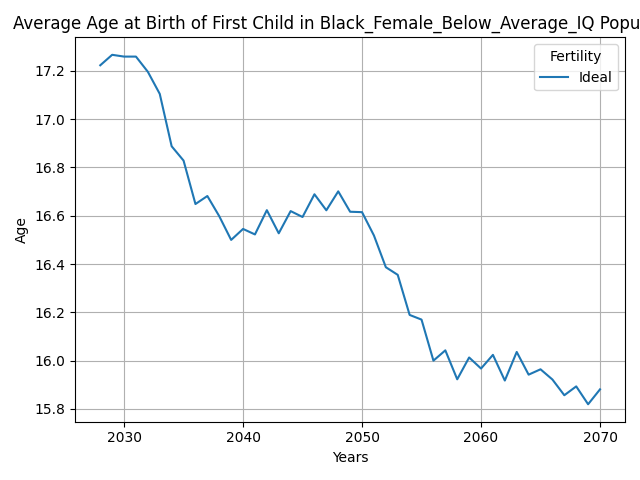 Average Age at Birth of First Child in Black_Female_Below_Average_IQ Popu
Fertility
Ideal
17.2
17.0
16.8
16.6
16.4
16.2
16.0
15.8
Age
2030 2040 2050 2060 2070
Years